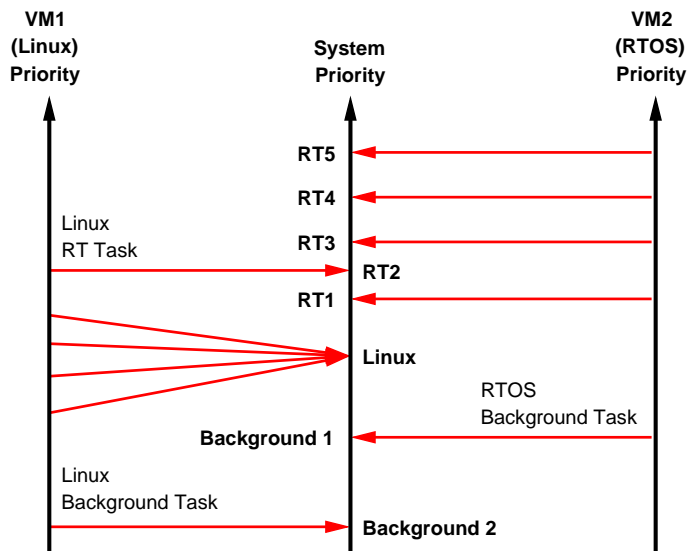 VM1
(Linux)
Priority
System
Priority
VM2
(RTOS)
Priority
RT5
RT4
Linux
RT Task
RT3
RT2
RT1
Linux
RTOS
Background Task
Background 1
Linux
Background Task
Background 2